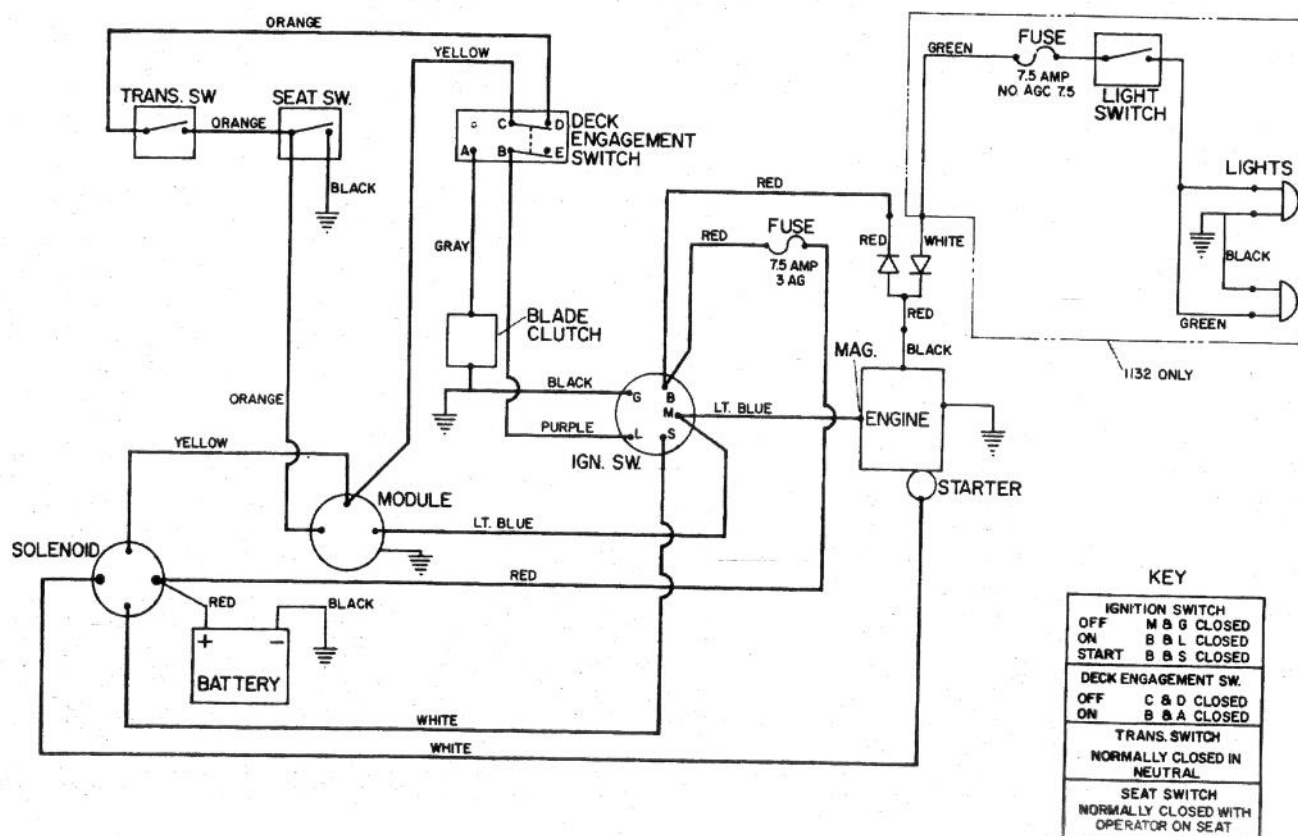 ORANGE
YELLOW
GREEN
FUSE
7.5 AMP
NO. AGC 7.5
LIGHT
SWITCH
TRANS. SW
SEAT SW.
ORANGE
BLACK
C
D
A
B
E
DECK
ENGAGEMENT
SWITCH
LIGHTS
RED
RED
FUSE
7.5 AMP
3 AG
RED
WHITE
BLACK
GREEN
GRAY
BLADE
CLUTCH
RED
BLACK
1132 ONLY
MAG.
ORANGE
BLACK
G
B
M
L
S
LT. BLUE
ENGINE
PURPLE
IGN. SW.
YELLOW
MODULE
STARTER
LT. BLUE
SOLENOID
RED
RED
BLACK
+
-
BATTERY
WHITE
WHITE
KEY
IGNITION SWITCH
OFF M & G CLOSED
ON B & L CLOSED
START B & S CLOSED
DECK ENGAGEMENT SW.
OFF C & D CLOSED
ON B & A CLOSED
TRANS. SWITCH
NORMALLY CLOSED IN
NEUTRAL
SEAT SWITCH
NORMALLY CLOSED WITH
OPERATOR ON SEAT